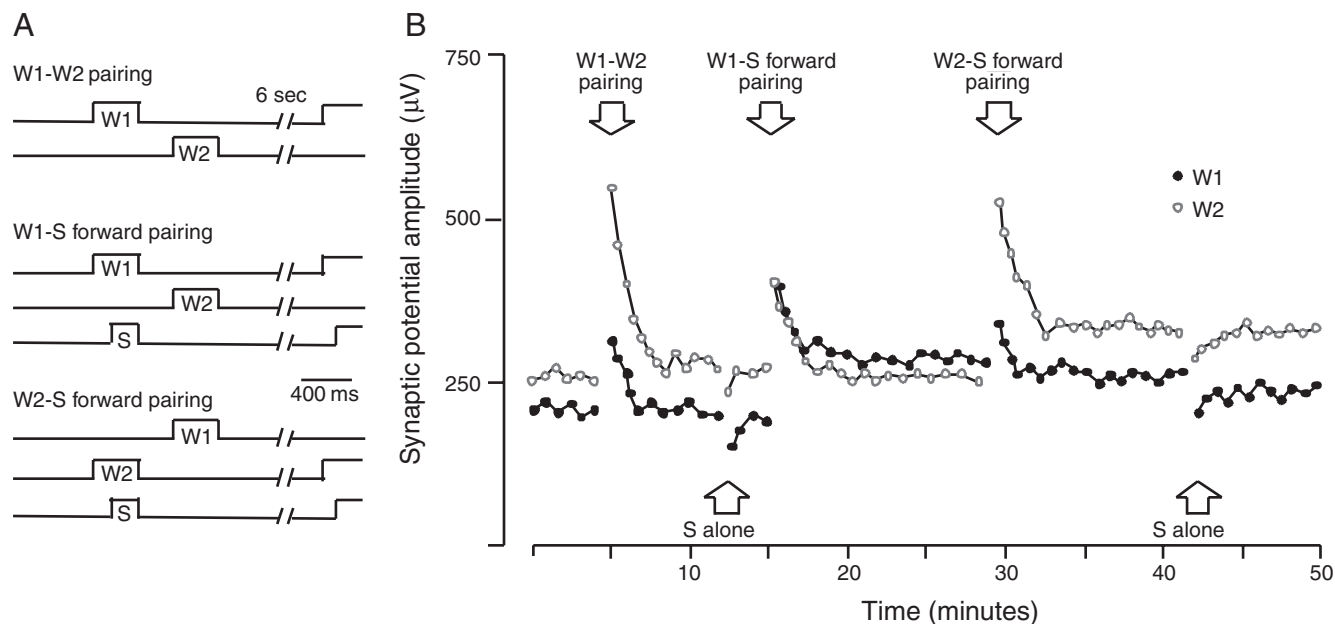 A
W1-W2 pairing
W1
6 sec
W2
W1-S forward pairing
W1
W2
S
400 ms
W2-S forward pairing
W1
W2
S
B
Synaptic potential amplitude (μV)
750
500
250
W1-W2
pairing
W1-S forward
pairing
W2-S forward
pairing
W1
W2
S alone
S alone
10
20
30
40
50
Time (minutes)